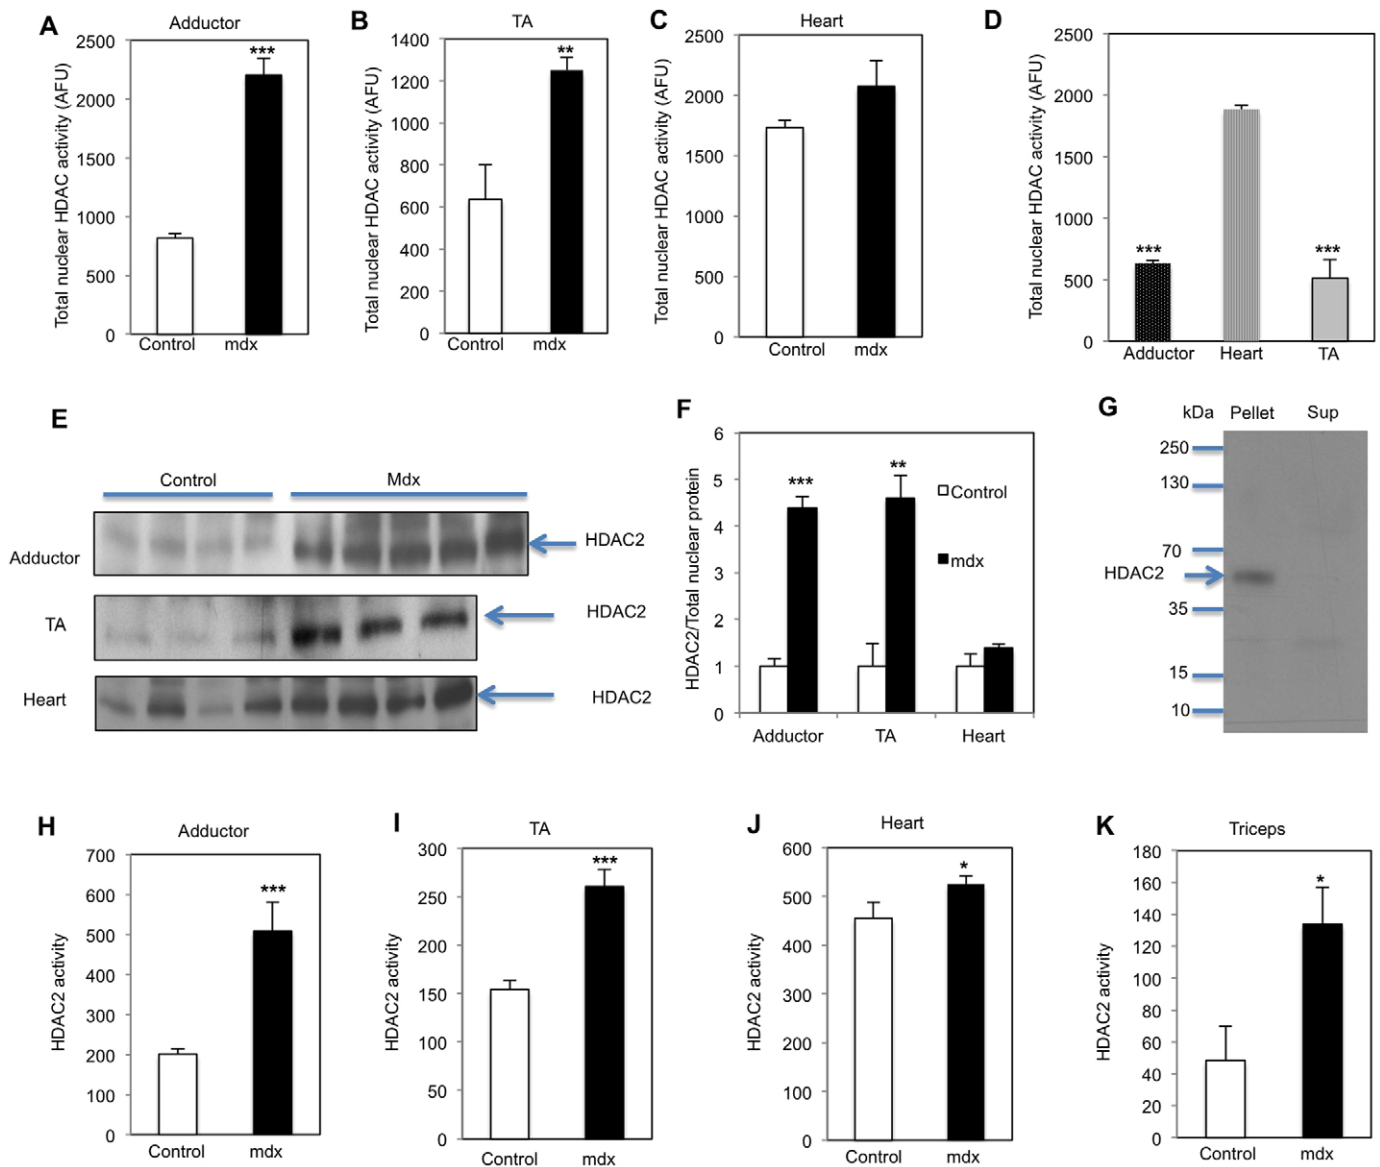 A
Adductor
Total nuclear HDAC activity (AFU)
2500
2000
1500
1000
500
0
***
Control
mdx
B
TA
Total nuclear HDAC activity (AFU)
1400
1200
1000
800
600
400
200
0
**
Control
mdx
C
Heart
Total nuclear HDAC activity (AFU)
2500
2000
1500
1000
500
0
Control
mdx
D
Total nuclear HDAC activity (AFU)
2500
2000
1500
1000
500
0
***
***
Adductor
Heart
TA
E
Control
Mdx
Adductor
HDAC2
TA
HDAC2
Heart
HDAC2
F
HDAC2/Total nuclear protein
6
5
4
3
2
1
0
***
**
Control
mdx
Adductor
TA
Heart
G
kDa
Pellet
Sup
250
130
70
HDAC2
35
15
10
H
Adductor
HDAC2 activity
700
600
500
400
300
200
100
0
***
Control
mdx
I
TA
HDAC2 activity
300
250
200
150
100
50
0
***
Control
mdx
J
Heart
HDAC2 activity
600
500
400
300
200
100
0
*
Control
mdx
K
Triceps
HDAC2 activity
180
160
140
120
100
80
60
40
20
0
*
Control
mdx